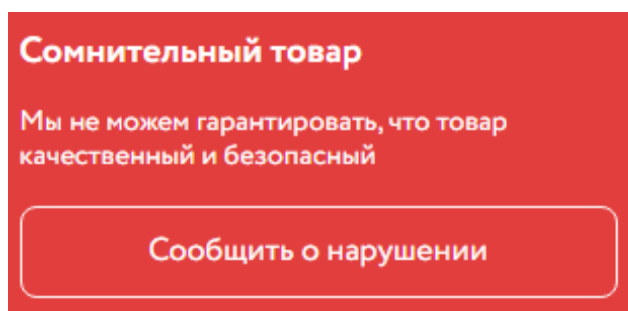 Сомнительный товар
Мы не можем гарантировать, что товар
качественный и безопасный
Сообщить о нарушении